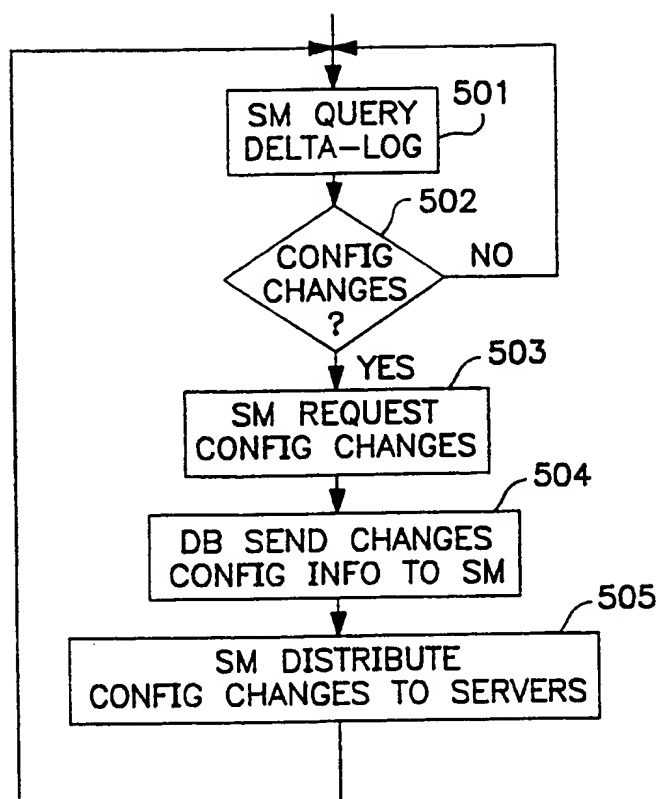 SM QUERY
DELTA-LOG
501
502
CONFIG
CHANGES
?
NO
YES
503
SM REQUEST
CONFIG CHANGES
504
DB SEND CHANGES
CONFIG INFO TO SM
505
SM DISTRIBUTE
CONFIG CHANGES TO SERVERS